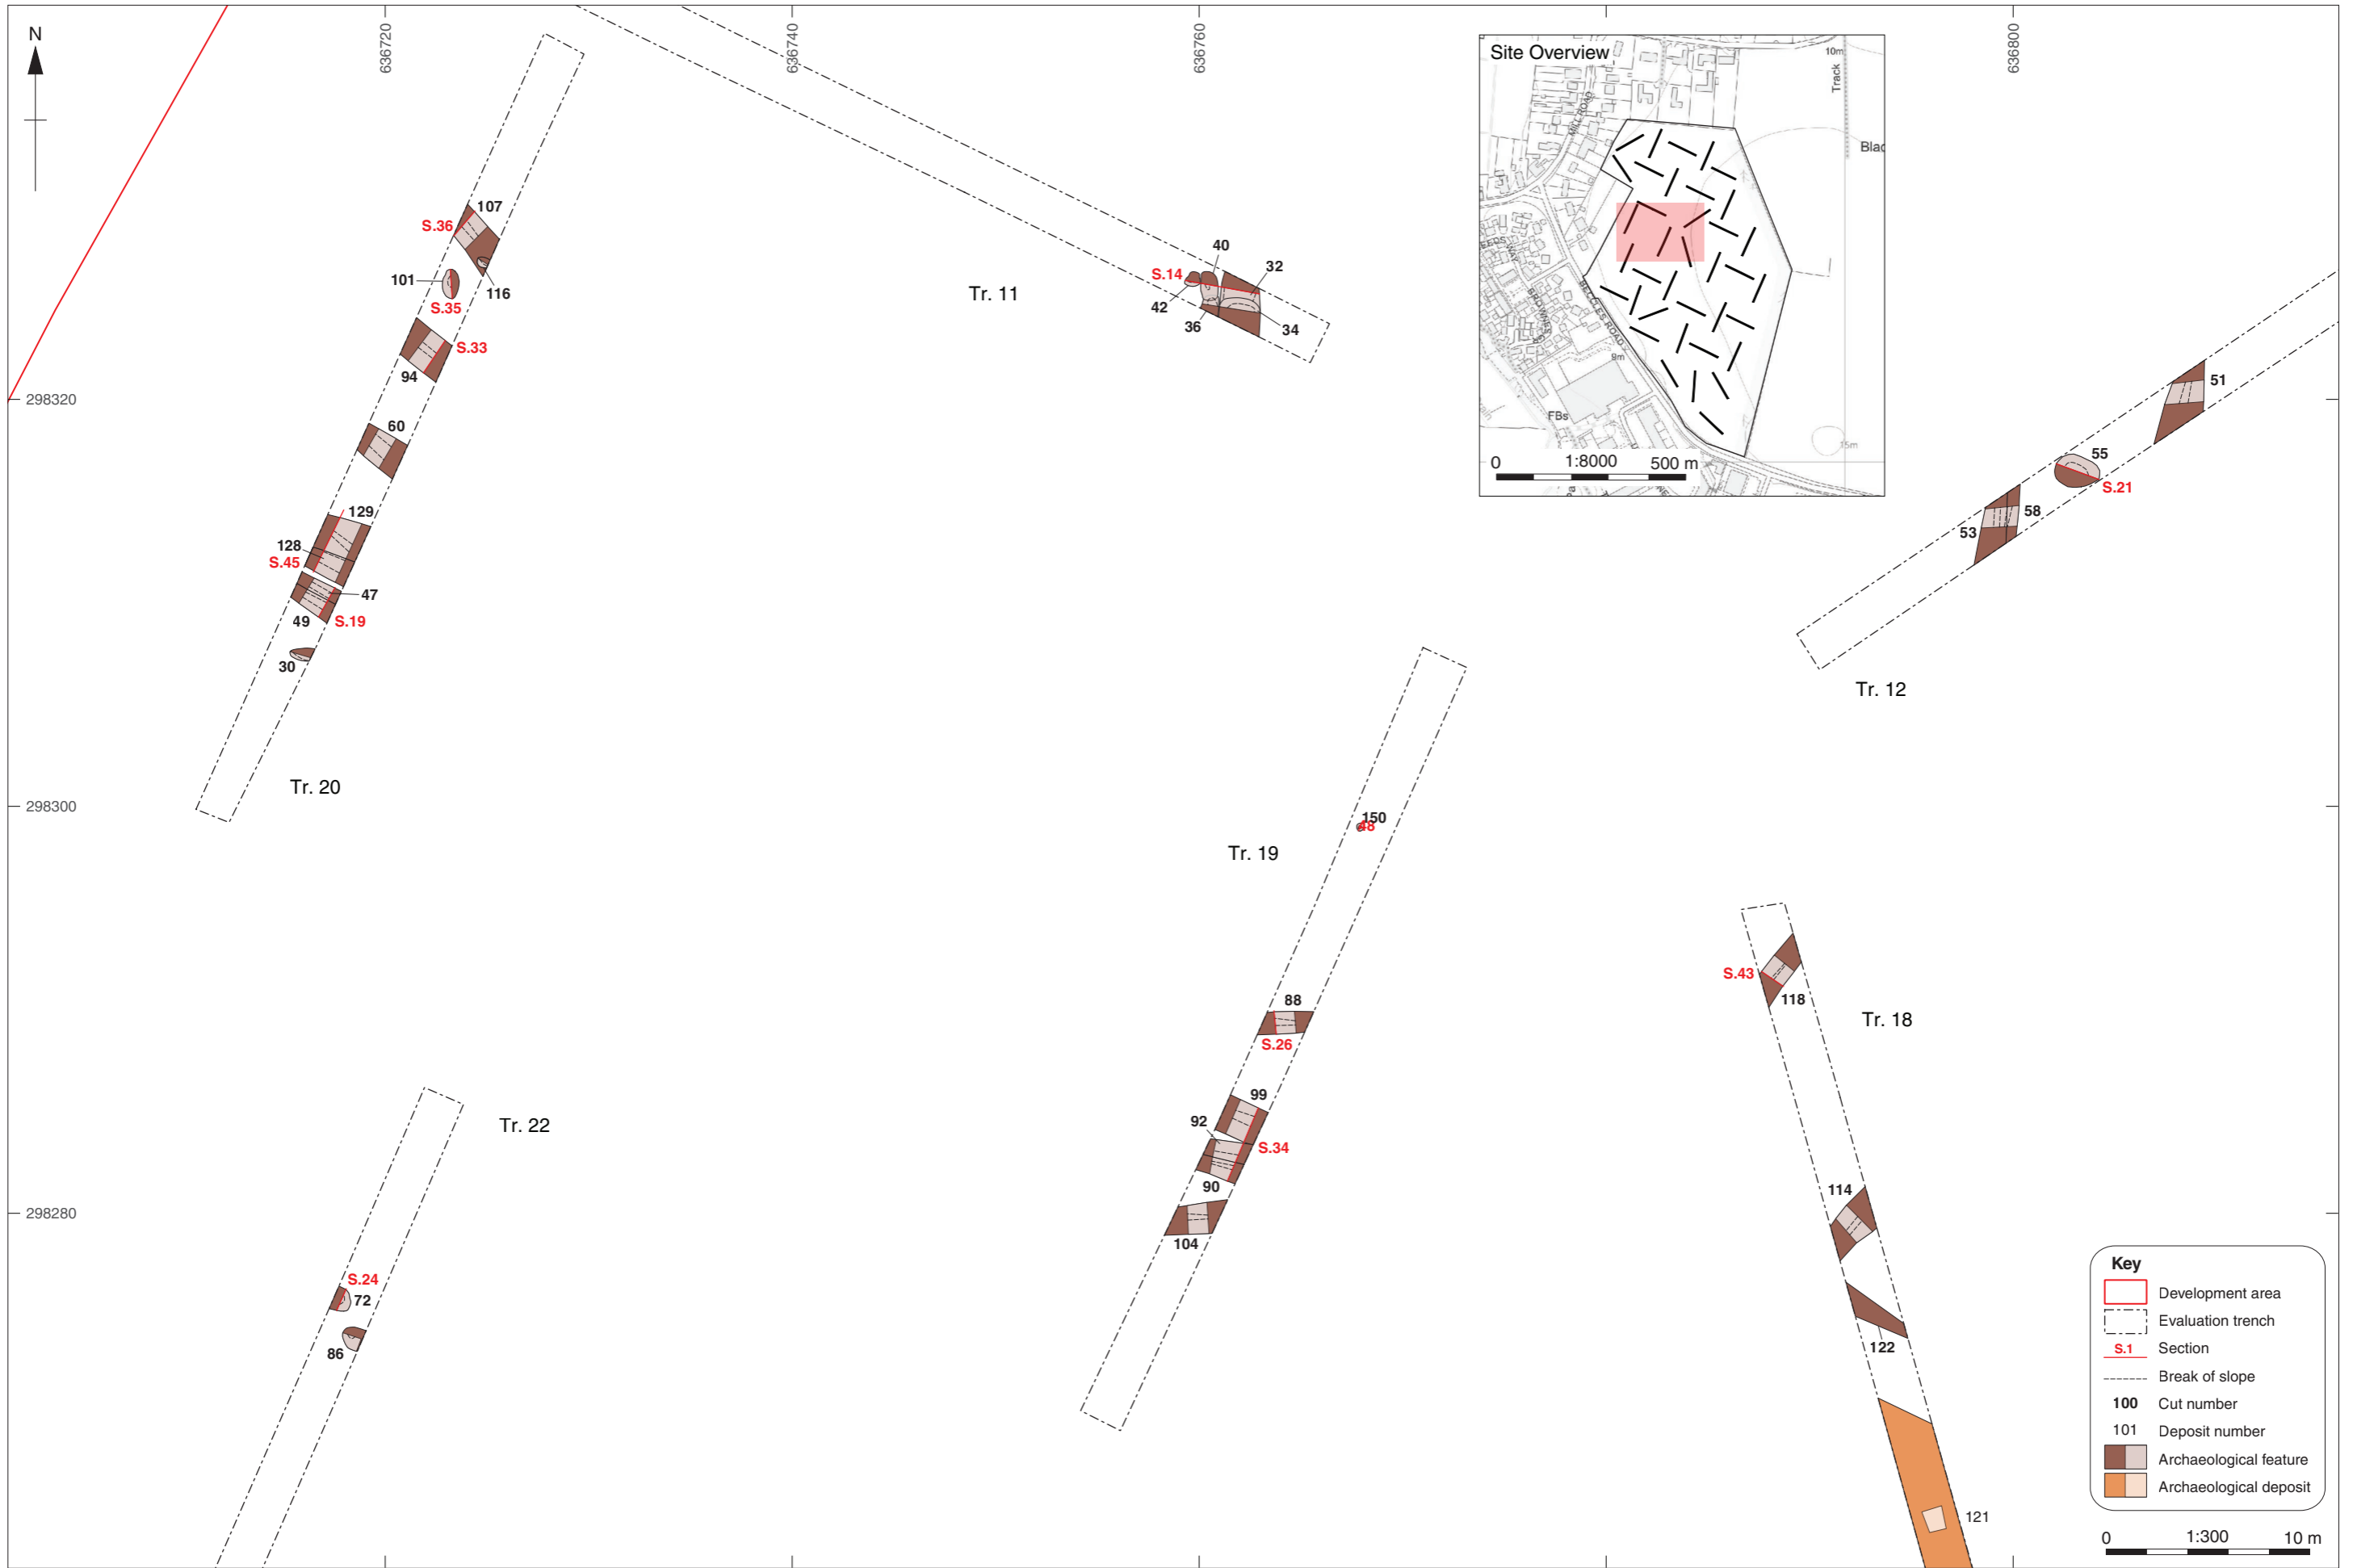 636720
636740
636760
636800
N
Site Overview
10m
Track
MILL ROAD
Blac
BECCLES ROAD
9m
FBs
15m
0 1:8000 500 m
107
S.36
101
116
S.35
S.33
94
60
129
128
S.45
47
49
S.19
30
Tr. 20
40
32
S.14
42
36
34
Tr. 11
298320
51
55
S.21
58
53
Tr. 12
298300
150
48
Tr. 19
88
S.26
99
92
S.34
90
104
S.43
118
Tr. 18
114
122
121
Tr. 22
298280
S.24
72
86
Key
Development area
Evaluation trench
S.1 Section
Break of slope
100 Cut number
101 Deposit number
Archaeological feature
Archaeological deposit
0 1:300 10 m